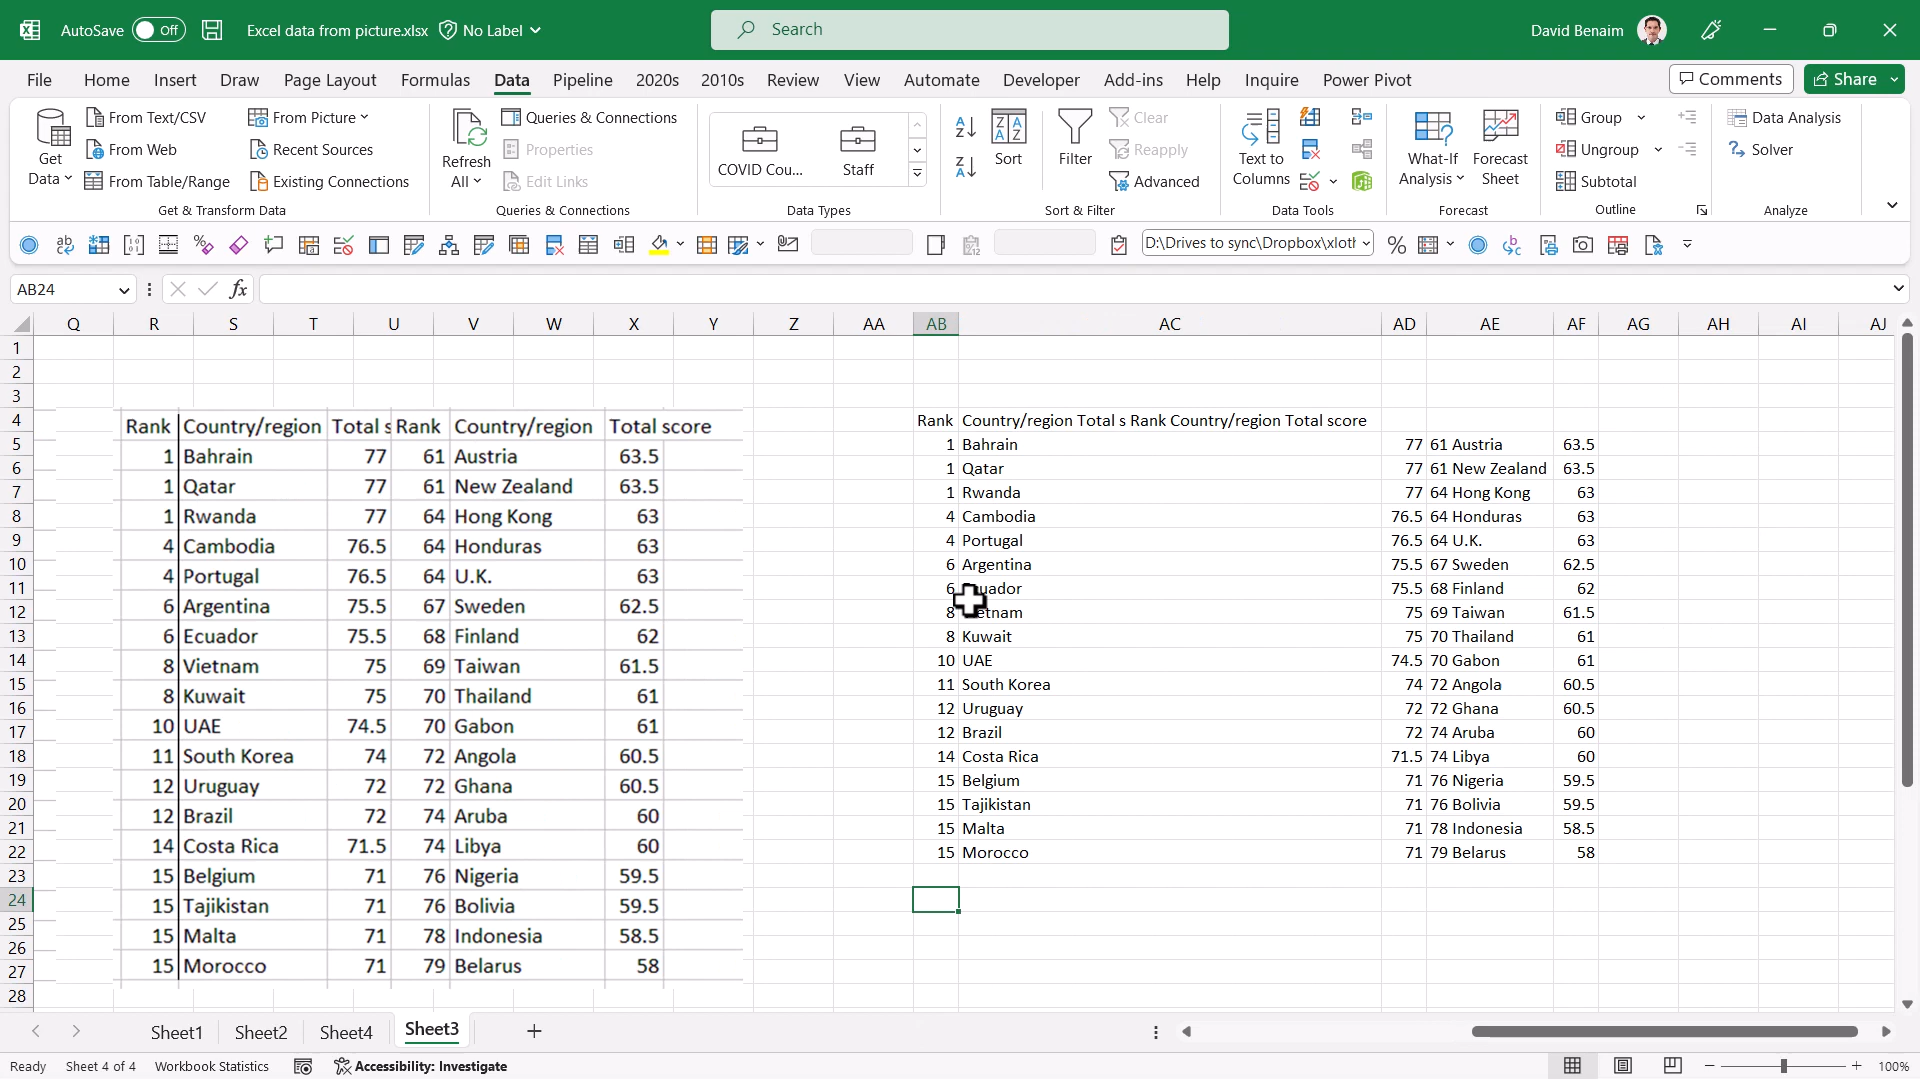 AutoSave Off Excel data from picture.xlsx No Label Search David Benaim
File Home Insert Draw Page Layout Formulas Data Pipeline 2020s 2010s Review View Automate Developer Add-ins Help Inquire Power Pivot Comments Share
Get Data From Text/CSV From Web From Table/Range From Picture Recent Sources Existing Connections
Refresh All Queries & Connections Properties Edit Links
COVID Cou... Staff
Sort Filter Clear Reapply Advanced
Text to Columns
What-If Analysis Forecast Sheet
Group Ungroup Subtotal
Data Analysis Solver
Get & Transform Data Queries & Connections Data Types Sort & Filter Data Tools Forecast Outline Analyze
D:\Drives to sync\Dropbox\xlotl
AB24 fx
Q R S T U V W X Y Z AA AB AC AD AE AF AG AH AI AJ
1
2
3
4
5
6
7
8
9
10
11
12
13
14
15
16
17
18
19
20
21
22
23
24
25
26
27
28
Rank Country/region Total s Rank Country/region Total score
1 Bahrain 77 61 Austria 63.5
1 Qatar 77 61 New Zealand 63.5
1 Rwanda 77 64 Hong Kong 63
4 Cambodia 76.5 64 Honduras 63
4 Portugal 76.5 64 U.K. 63
6 Argentina 75.5 67 Sweden 62.5
6 Ecuador 75.5 68 Finland 62
8 Vietnam 75 69 Taiwan 61.5
8 Kuwait 75 70 Thailand 61
10 UAE 74.5 70 Gabon 61
11 South Korea 74 72 Angola 60.5
12 Uruguay 72 72 Ghana 60.5
12 Brazil 72 74 Aruba 60
14 Costa Rica 71.5 74 Libya 60
15 Belgium 71 76 Nigeria 59.5
15 Tajikistan 71 76 Bolivia 59.5
15 Malta 71 78 Indonesia 58.5
15 Morocco 71 79 Belarus 58
Rank Country/region Total s Rank Country/region Total score
1 Bahrain 77 61 Austria 63.5
1 Qatar 77 61 New Zealand 63.5
1 Rwanda 77 64 Hong Kong 63
4 Cambodia 76.5 64 Honduras 63
4 Portugal 76.5 64 U.K. 63
6 Argentina 75.5 67 Sweden 62.5
6 Ecuador 75.5 68 Finland 62
8 Vietnam 75 69 Taiwan 61.5
8 Kuwait 75 70 Thailand 61
10 UAE 74.5 70 Gabon 61
11 South Korea 74 72 Angola 60.5
12 Uruguay 72 72 Ghana 60.5
12 Brazil 72 74 Aruba 60
14 Costa Rica 71.5 74 Libya 60
15 Belgium 71 76 Nigeria 59.5
15 Tajikistan 71 76 Bolivia 59.5
15 Malta 71 78 Indonesia 58.5
15 Morocco 71 79 Belarus 58
Sheet1 Sheet2 Sheet4 Sheet3
Ready Sheet 4 of 4 Workbook Statistics Accessibility: Investigate 100%